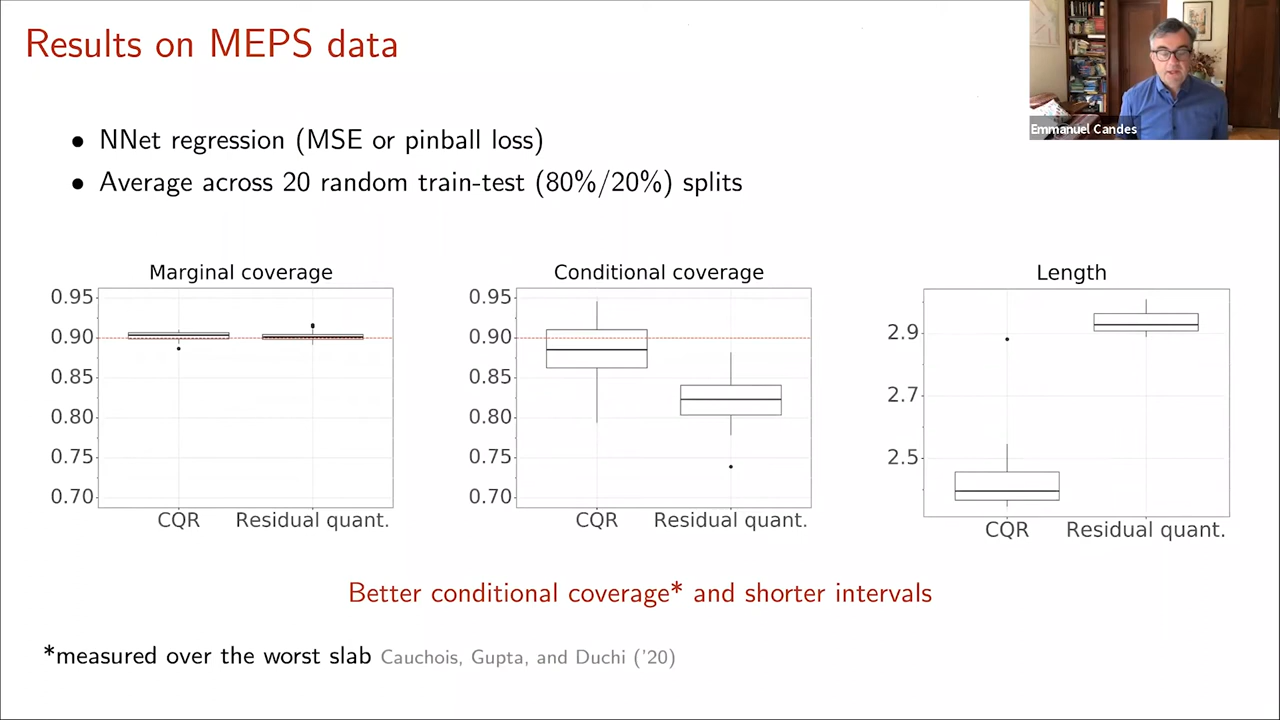 Results on MEPS data
Emmanuel Candes
• NNet regression (MSE or pinball loss)
• Average across 20 random train-test (80%/20%) splits
Marginal coverage
0.95
0.90
0.85
0.80
0.75
0.70
CQR Residual quant.
Conditional coverage
0.95
0.90
0.85
0.80
0.75
0.70
CQR Residual quant.
Length
2.9
2.7
2.5
CQR Residual quant.
Better conditional coverage* and shorter intervals
*measured over the worst slab Cauchois, Gupta, and Duchi ('20)